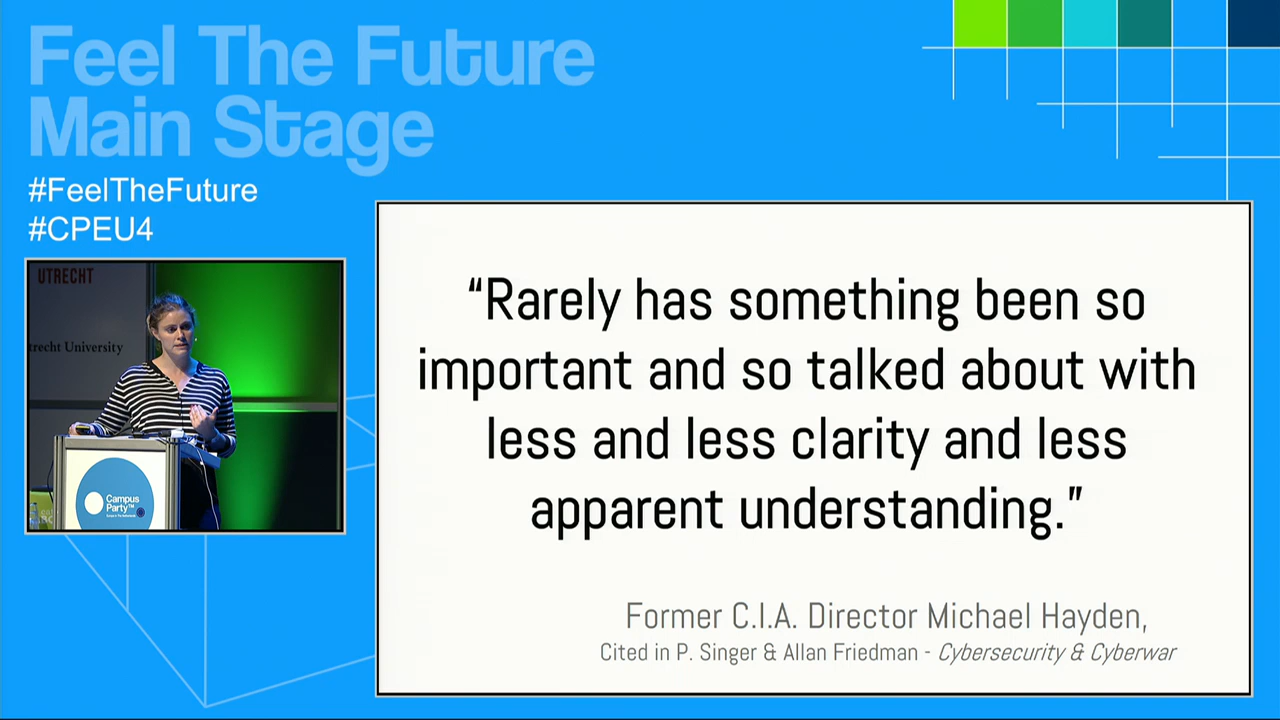 Feel The Future
Main Stage
#FeelTheFuture
#CPEU4
UTRECHT
trecht University
Campus
Party™
“Rarely has something been so
important and so talked about with
less and less clarity and less
apparent understanding.”
Former C.I.A. Director Michael Hayden,
Cited in P. Singer & Allan Friedman - Cybersecurity & Cyberwar